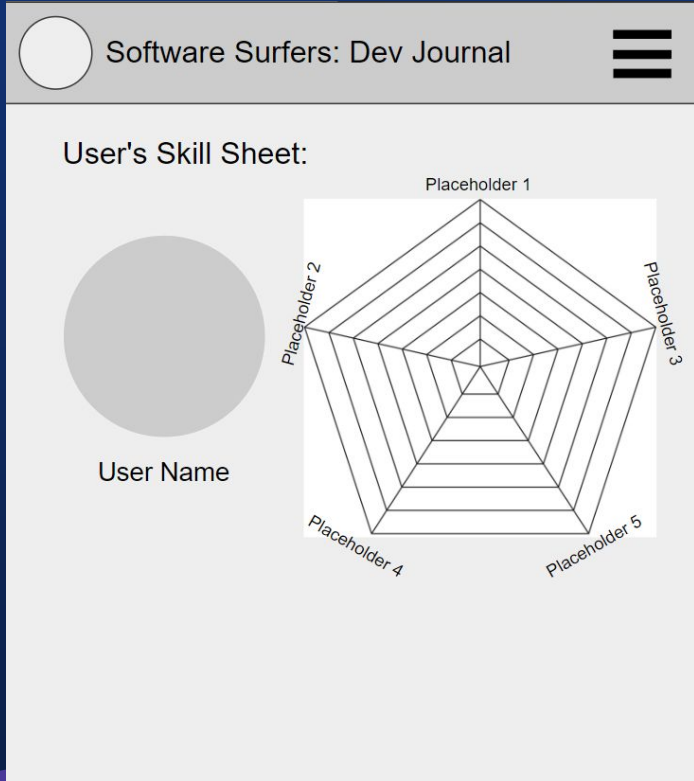 Software Surfers: Dev Journal
User's Skill Sheet:
Placeholder 1
Placeholder 2
Placeholder 3
User Name
Placeholder 4
Placeholder 5